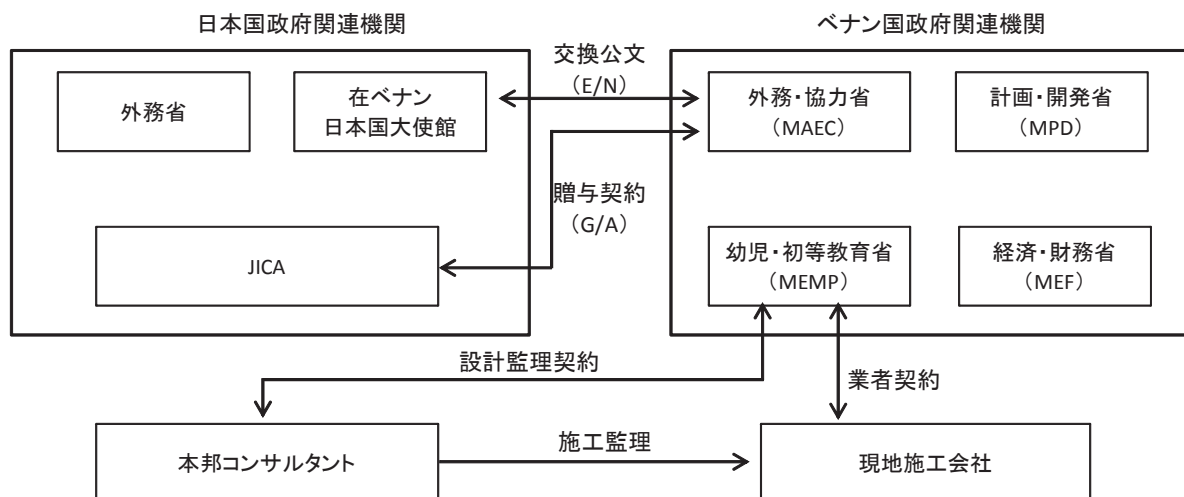 日本国政府関連機関
ベナン国政府関連機関
外務省
在ベナン
日本国大使館
交換公文
（E/N）
外務・協力省
（MAEC）
計画・開発省
（MPD）
贈与契約
（G/A）
JICA
幼児・初等教育省
（MEMP）
経済・財務省
（MEF）
設計監理契約
業者契約
本邦コンサルタント
施工監理
現地施工会社